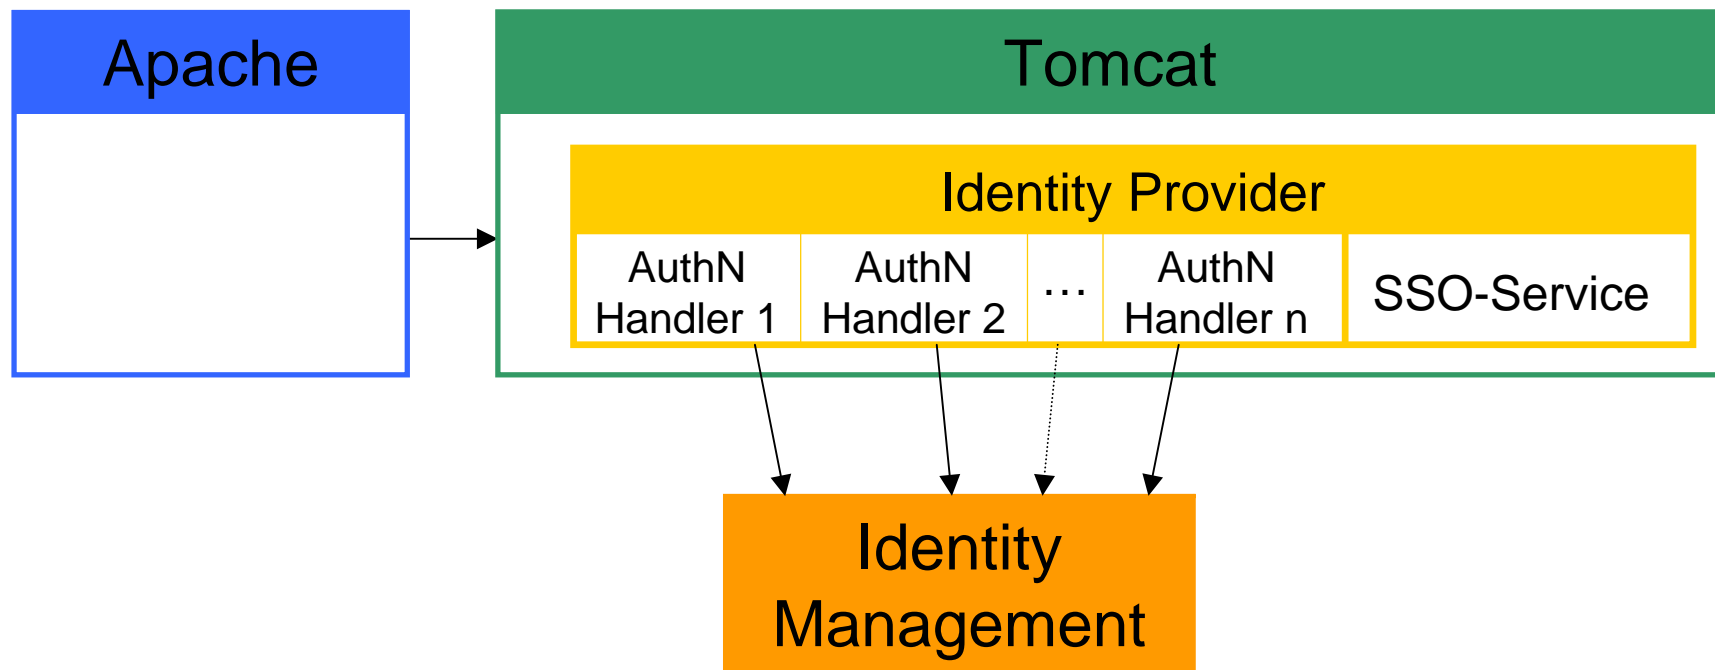 Apache
Tomcat
Identity Provider
AuthN
Handler 1
AuthN
Handler 2
...
AuthN
Handler n
SSO-Service
Identity
Management